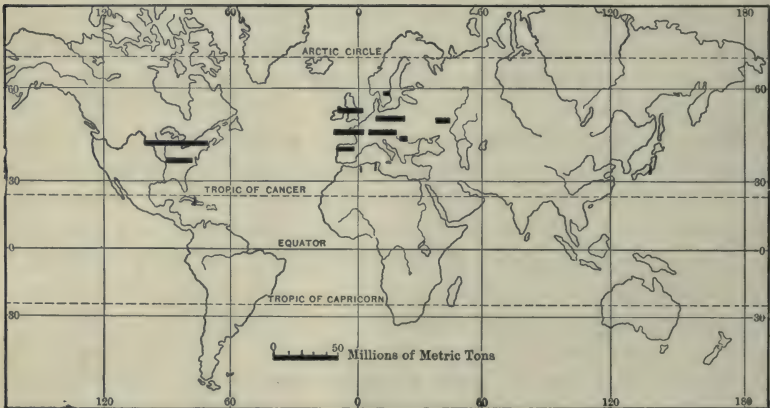 120 60 0 60 120 180
ARCTIC CIRCLE
60 60
30 30
TROPIC OF CANCER
0 EQUATOR 0
TROPIC OF CAPRICORN
30 30
0 50 Millions of Metric Tons
120 60 0 60 120 180